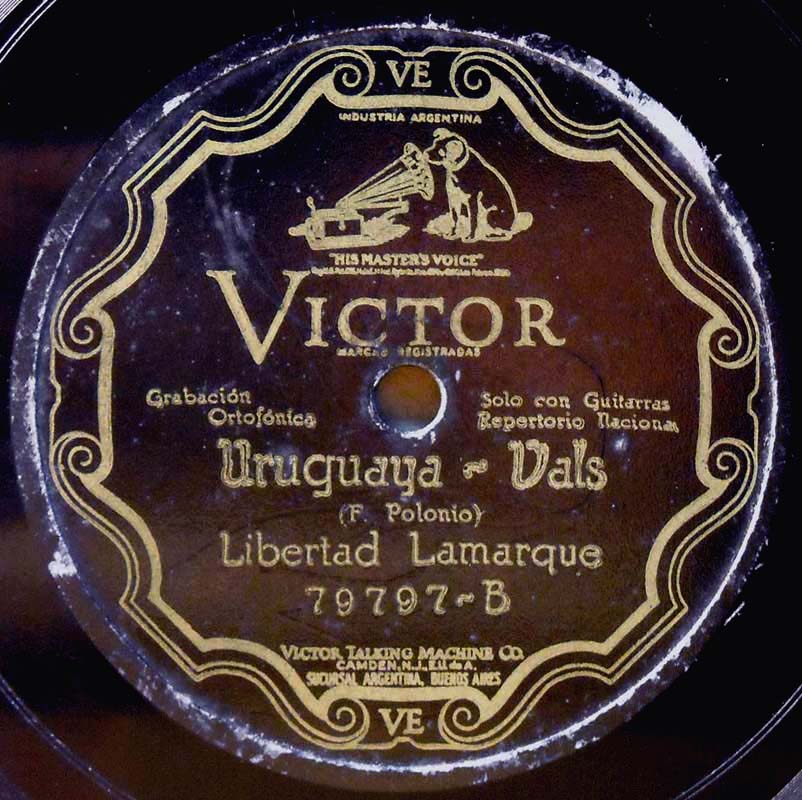 VE
INDUSTRIA ARGENTINA
"HIS MASTER'S VOICE"
VICTOR
MARCAS REGISTRADAS
Grabación Ortofónica
Solo con Guitarras
Repertorio Nacional
Uruguaya ~ Vals
(F. Polonio)
Libertad Lamarque
79797~B
VICTOR TALKING MACHINE CO.
CAMDEN, N.J., E.U. de A.
SUCURSAL ARGENTINA, BUENOS AIRES
VE